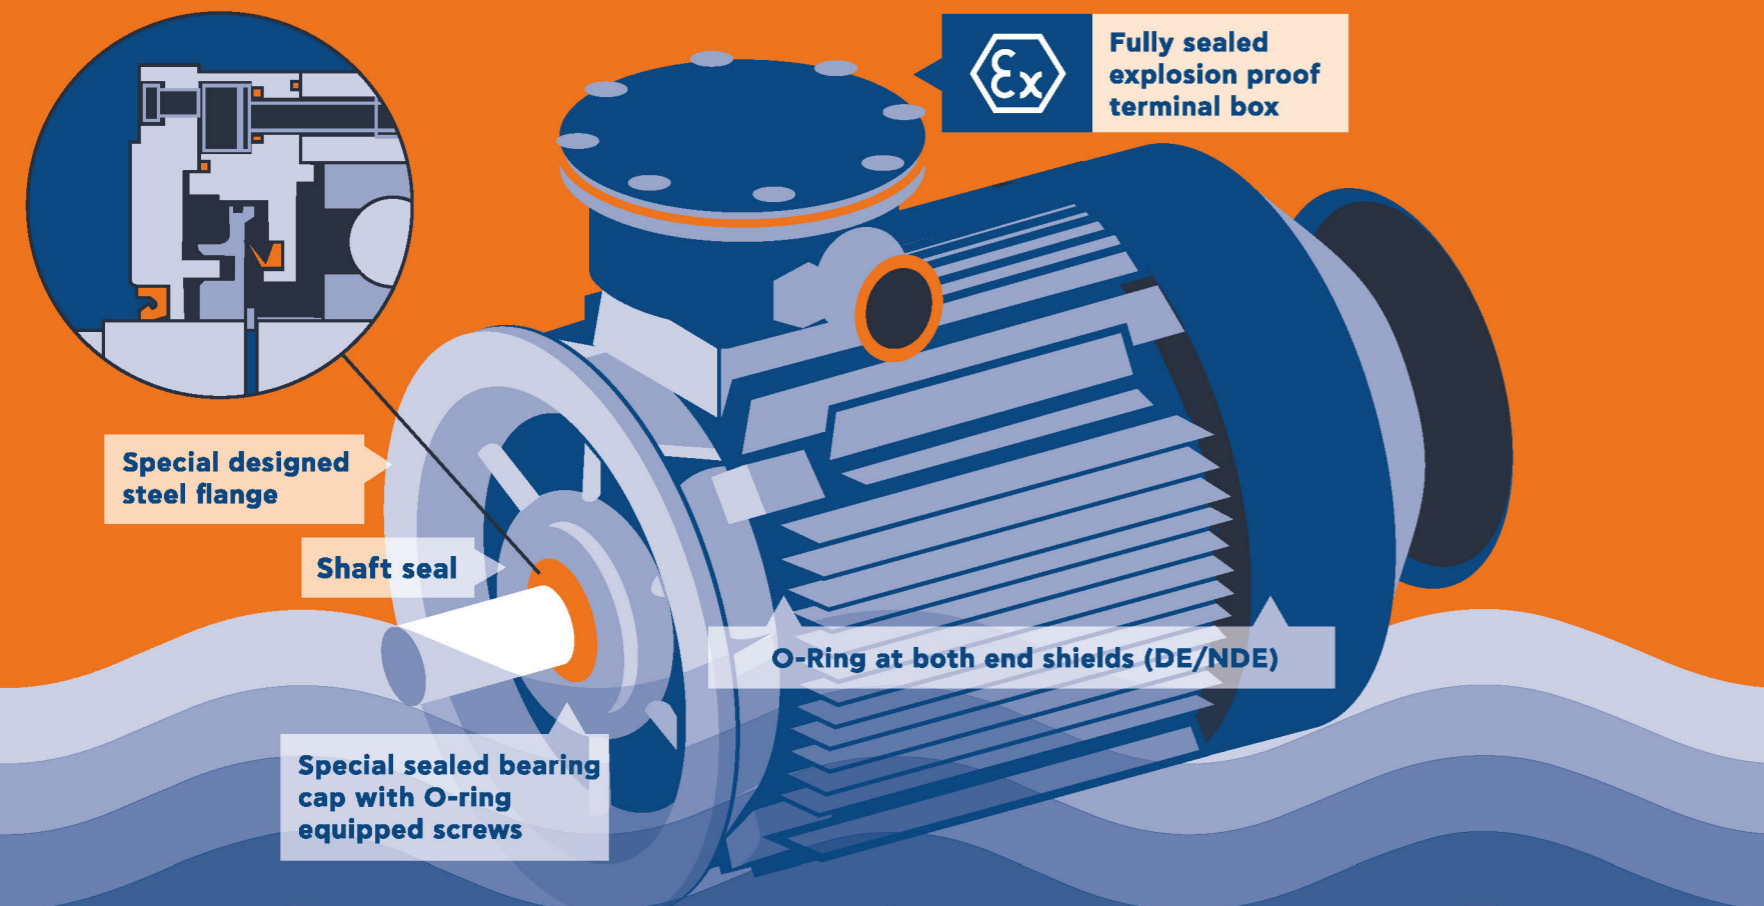 Ex
Fully sealed
explosion proof
terminal box
Special designed
steel flange
Shaft seal
O-Ring at both end shields (DE/NDE)
Special sealed bearing
cap with O-ring
equipped screws